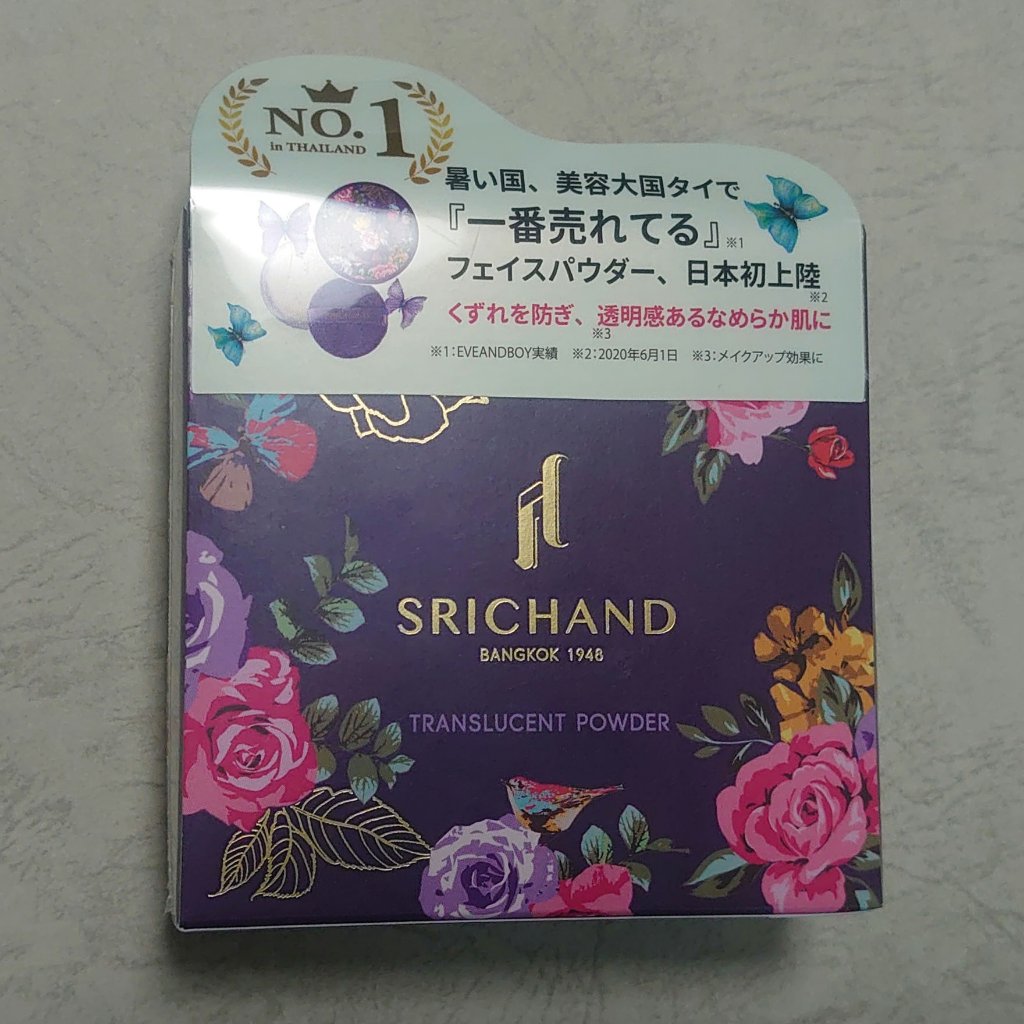 NO.1
in THAILAND
暑い国、美容大国タイで
『一番売れてる』※1
フェイスパウダー、日本初上陸
※2
くずれを防ぎ、透明感あるなめらか肌に
※3
※1:EVEANDBOY実績 ※2:2020年6月1日 ※3:メイクアップ効果に
SRICHAND
BANGKOK 1948
TRANSLUCENT POWDER